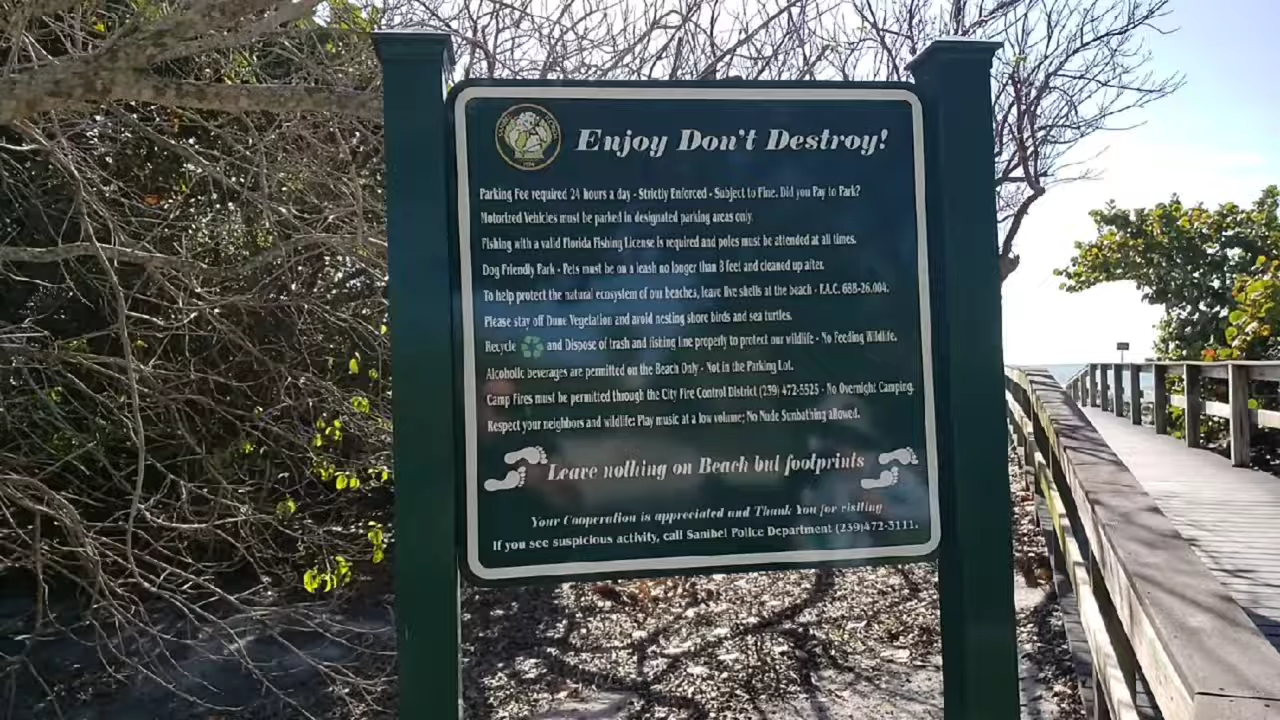 Enjoy Don't Destroy!
Parking Fee required 24 hours a day - Strictly Enforced - Subject to Fine. Did you Pay to Park?
Motorized Vehicles must be parked in designated parking areas only.
Fishing with a valid Florida Fishing License is required and poles must be attended at all times.
Dog Friendly Park - Pets must be on a leash no longer than 8 feet and cleaned up after.
To help protect the natural ecosystem of our beaches, leave live shells at the beach - F.A.C. 68B-26.004.
Please stay off Dune Vegetation and avoid nesting shore birds and sea turtles.
Recycle and Dispose of trash and fishing line properly to protect our wildlife - No Feeding Wildlife.
Alcoholic beverages are permitted on the Beach Only - Not in the Parking Lot.
Camp Fires must be permitted through the City Fire Control District (239) 472-5525 - No Overnight Camping.
Respect your neighbors and wildlife: Play music at a low volume; No Nude Sunbathing allowed.
Leave nothing on Beach but footprints
Your Cooperation is appreciated and Thank You for visiting
If you see suspicious activity, call Sanibel Police Department (239)472-3111.